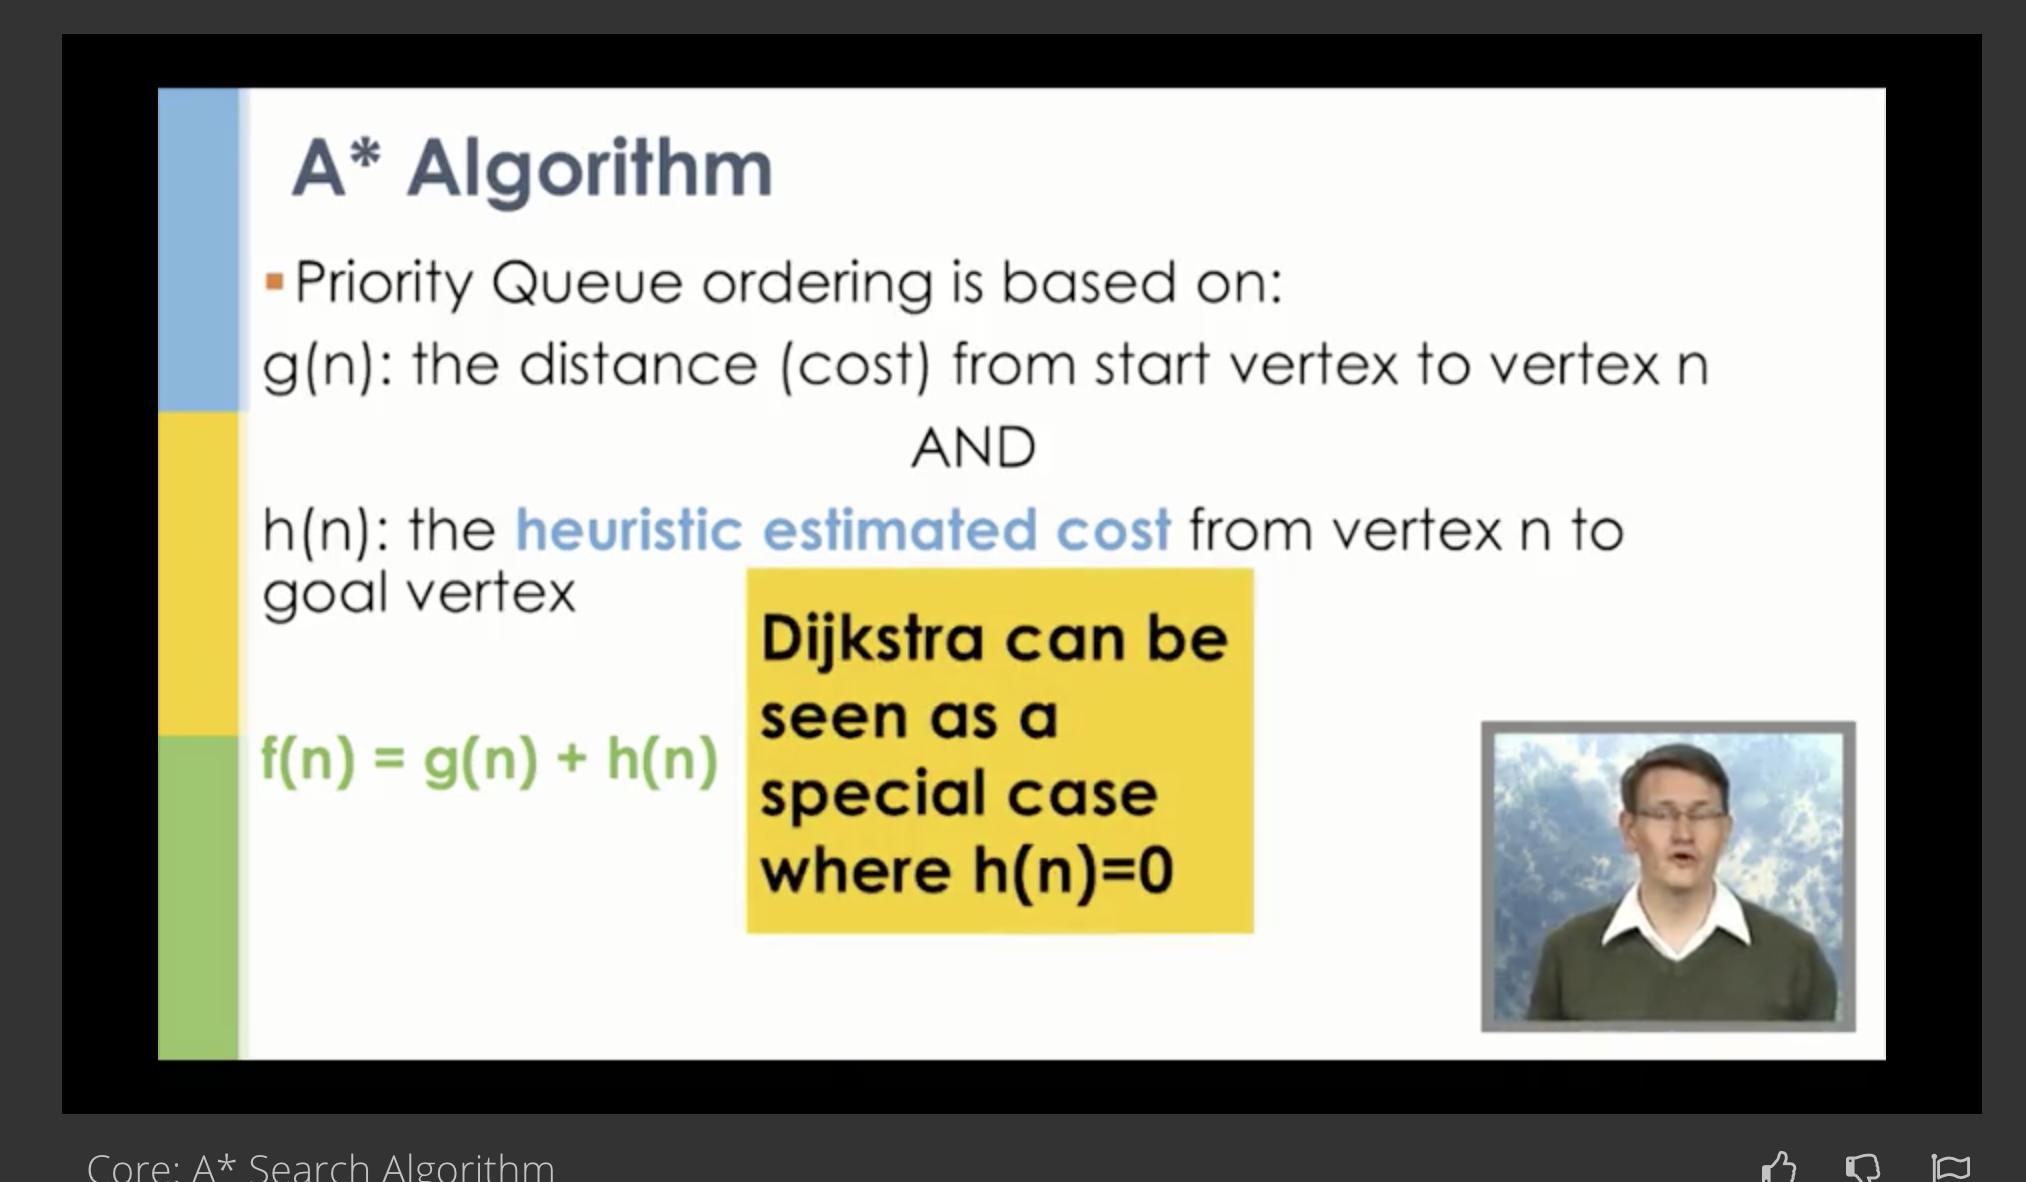 A* Algorithm
▪Priority Queue ordering is based on:
g(n): the distance (cost) from start vertex to vertex n
AND
h(n): the heuristic estimated cost from vertex n to
goal vertex
Dijkstra can be
seen as a
special case
where h(n)=0
f(n) = g(n) + h(n)
Core: A* Search Algorithm